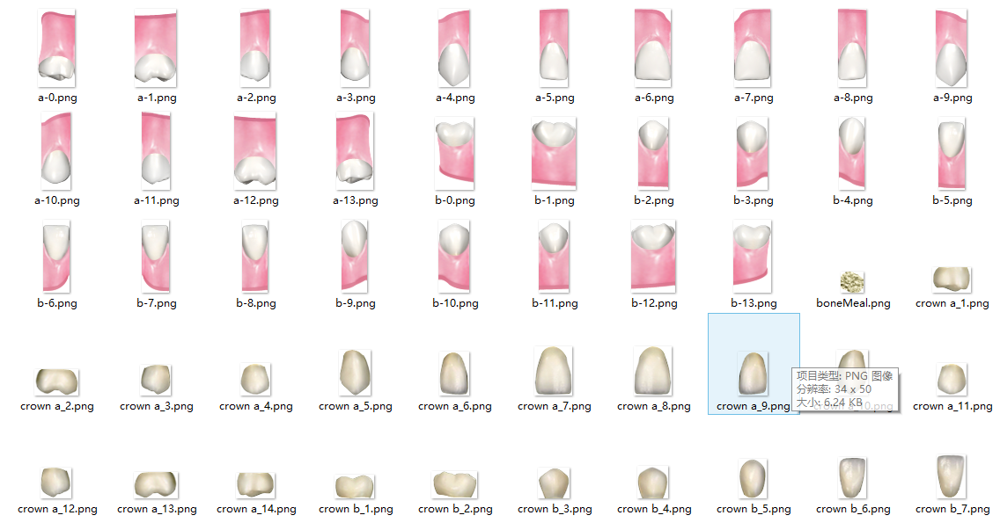 a-0.png
a-1.png
a-2.png
a-3.png
a-4.png
a-5.png
a-6.png
a-7.png
a-8.png
a-9.png
a-10.png
a-11.png
a-12.png
a-13.png
b-0.png
b-1.png
b-2.png
b-3.png
b-4.png
b-5.png
b-6.png
b-7.png
b-8.png
b-9.png
b-10.png
b-11.png
b-12.png
b-13.png
boneMeal.png
crown a_1.png
crown a_2.png
crown a_3.png
crown a_4.png
crown a_5.png
crown a_6.png
crown a_7.png
crown a_8.png
crown a_9.png
项目类型: PNG 图像
分辨率: 34 x 50
大小: 6.24 KB
crown a_10.png
crown a_11.png
crown a_12.png
crown a_13.png
crown a_14.png
crown b_1.png
crown b_2.png
crown b_3.png
crown b_4.png
crown b_5.png
crown b_6.png
crown b_7.png